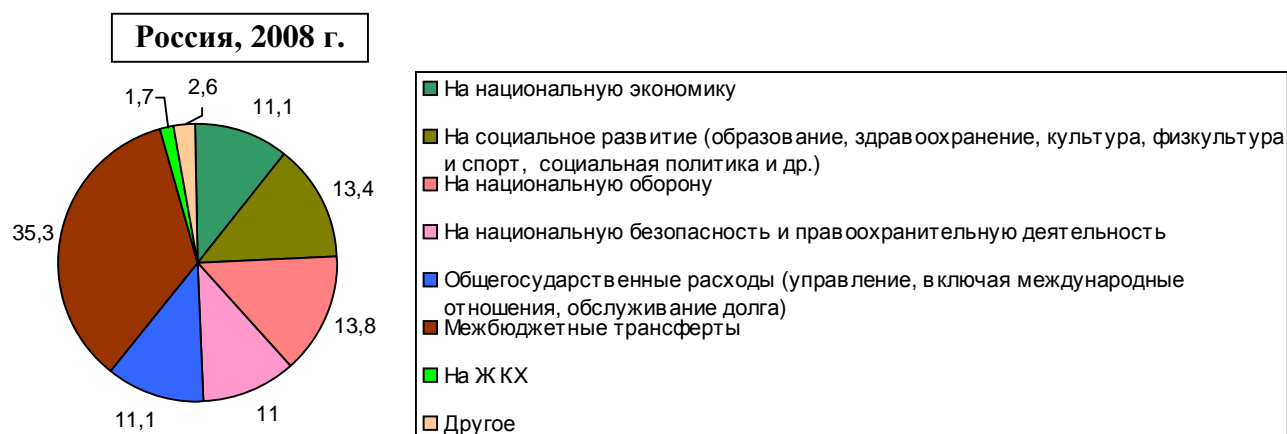 Россия, 2008 г.
2,6
1,7
11,1
13,4
35,3
13,8
11,1
11
На национальную экономику
На социальное развитие (образование, здравоохранение, культура, физкультура
и спорт, социальная политика и др.)
На национальную оборону
На национальную безопасность и правоохранительную деятельность
Общегосударственные расходы (управление, включая международные
отношения, обслуживание долга)
Межбюджетные трансферты
На ЖКХ
Другое